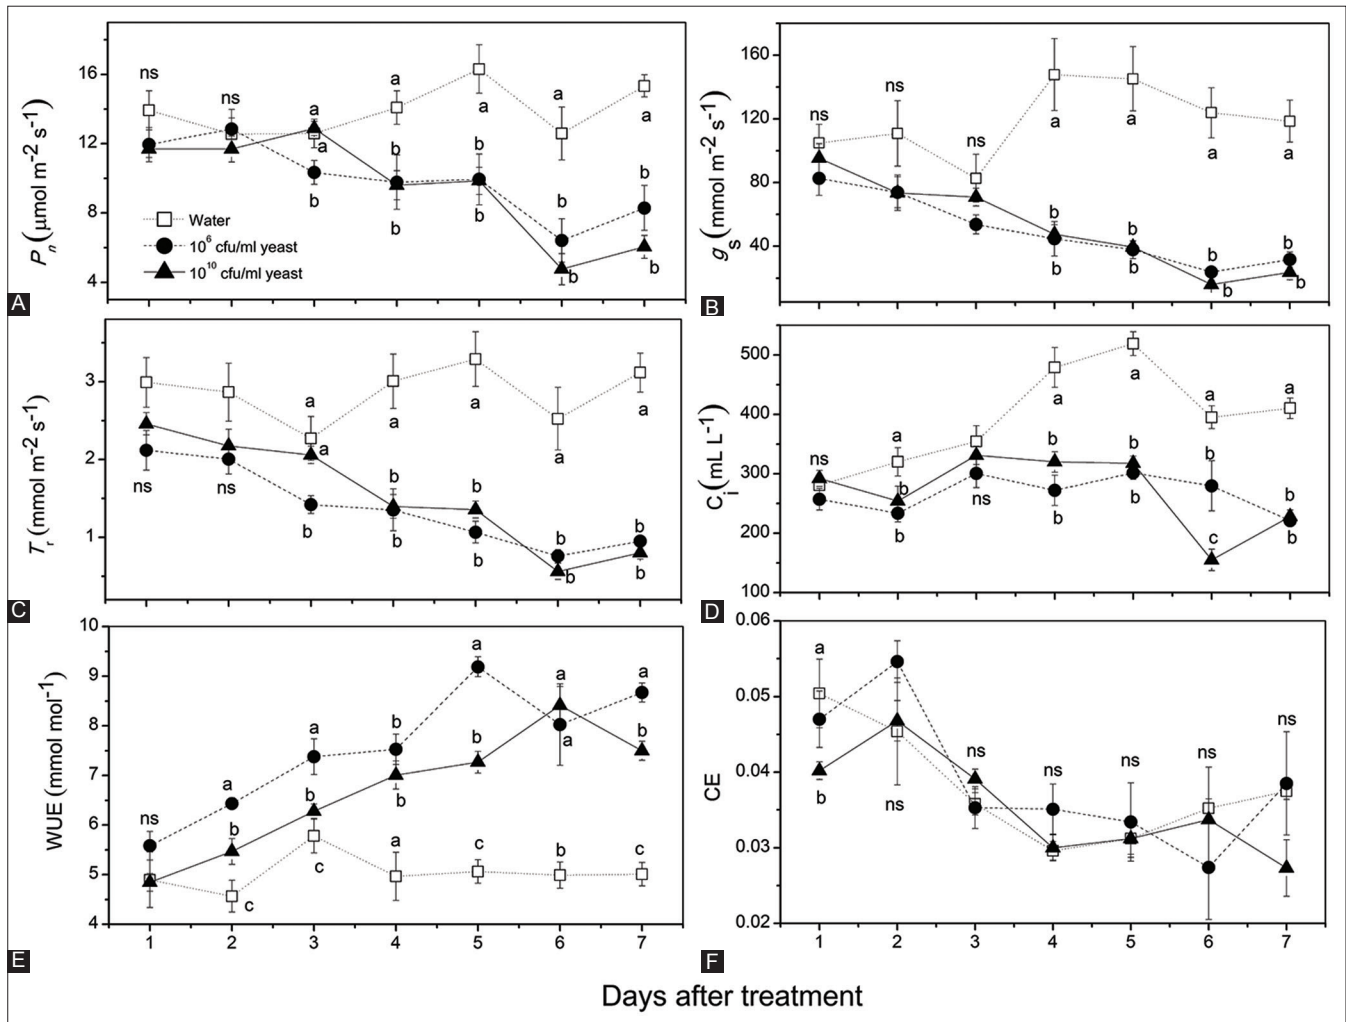 A
P_n (μmol m⁻² s⁻¹)
16
12
8
4
ns
ns
a
a
a
a
a
a
b
b
b
b
b
b
b
b
b
b
Water
10⁶ cfu/ml yeast
10¹⁰ cfu/ml yeast
B
g_s (mmol m⁻² s⁻¹)
160
120
80
40
ns
ns
ns
a
a
a
a
b
b
b
b
b
b
b
b
C
T_r (mmol m⁻² s⁻¹)
3
2
1
ns
ns
a
a
a
a
a
a
b
b
b
b
b
b
b
b
b
D
C_i (mL L⁻¹)
500
400
300
200
100
ns
a
b
b
ns
a
b
b
a
b
b
a
b
c
a
b
b
E
WUE (mmol mol⁻¹)
10
9
8
7
6
5
4
ns
a
b
c
a
b
c
b
b
a
a
b
c
a
a
b
a
b
c
1 2 3 4 5 6 7
F
CE
0.06
0.05
0.04
0.03
0.02
a
b
ns
ns
ns
ns
ns
ns
1 2 3 4 5 6 7
Days after treatment